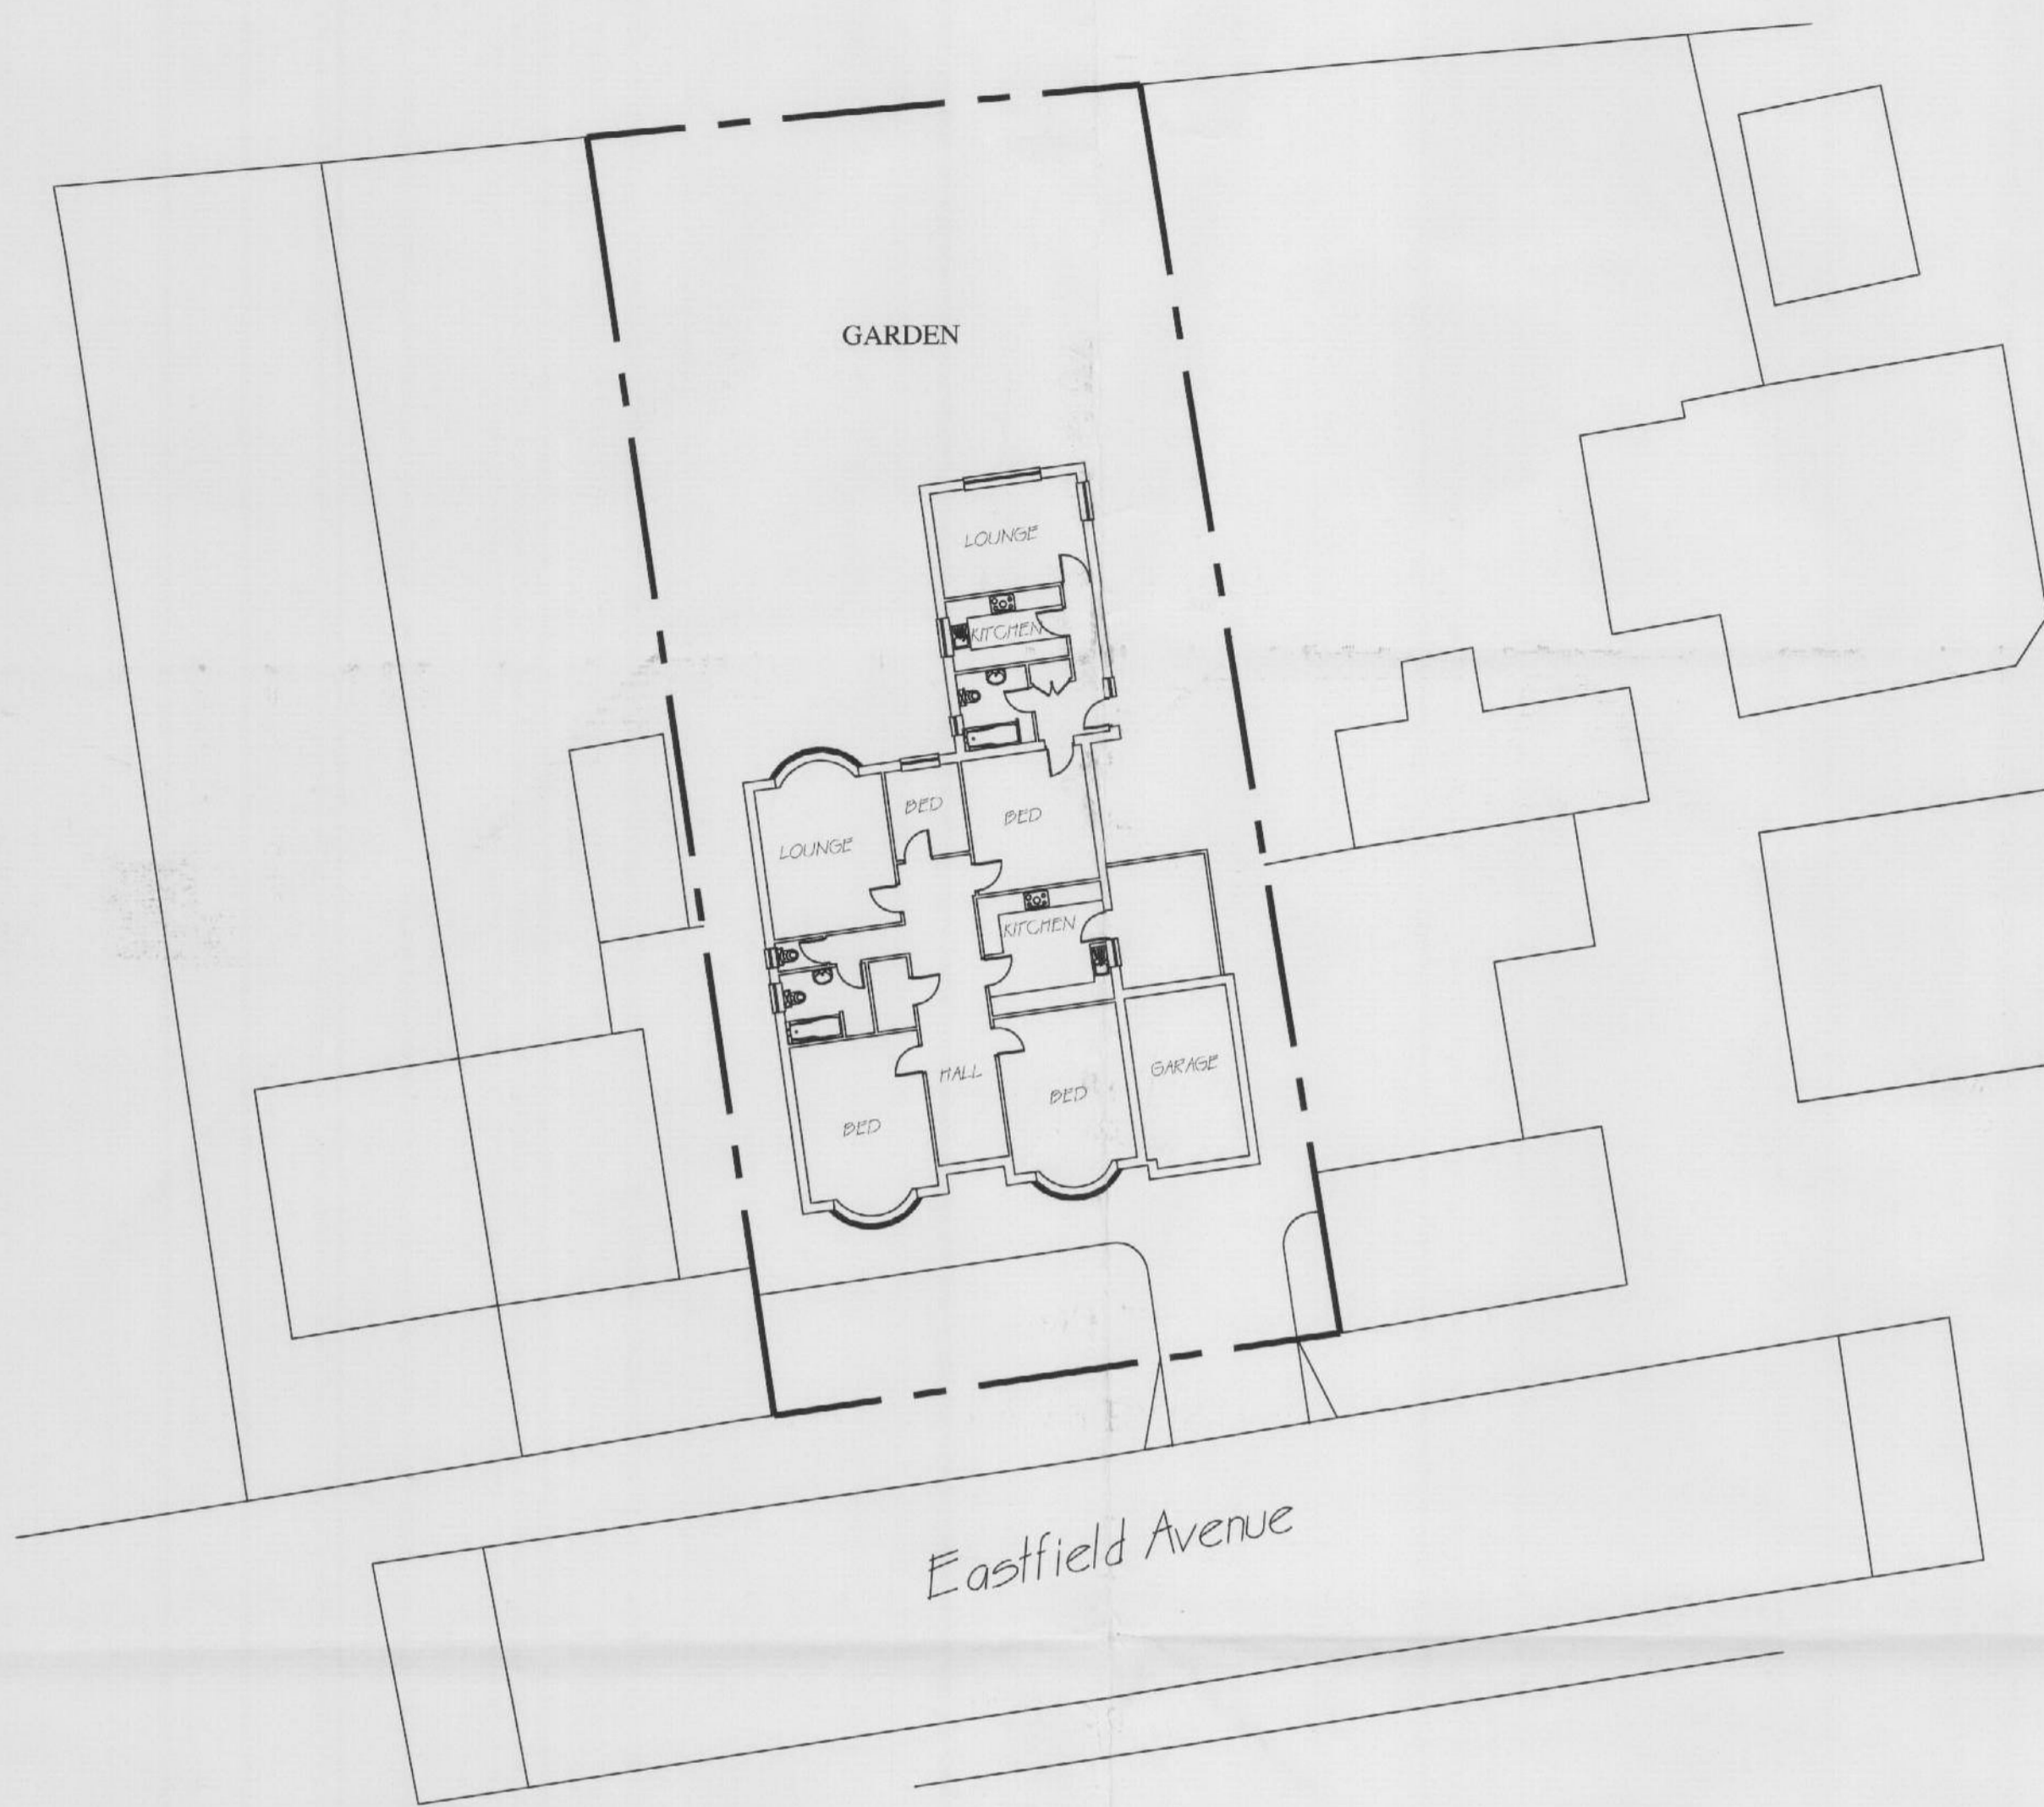 GARDEN
LOUNGE
KITCHEN
BED
BED
LOUNGE
KITCHEN
HALL
GARAGE
BED
BED
Eastfield Avenue